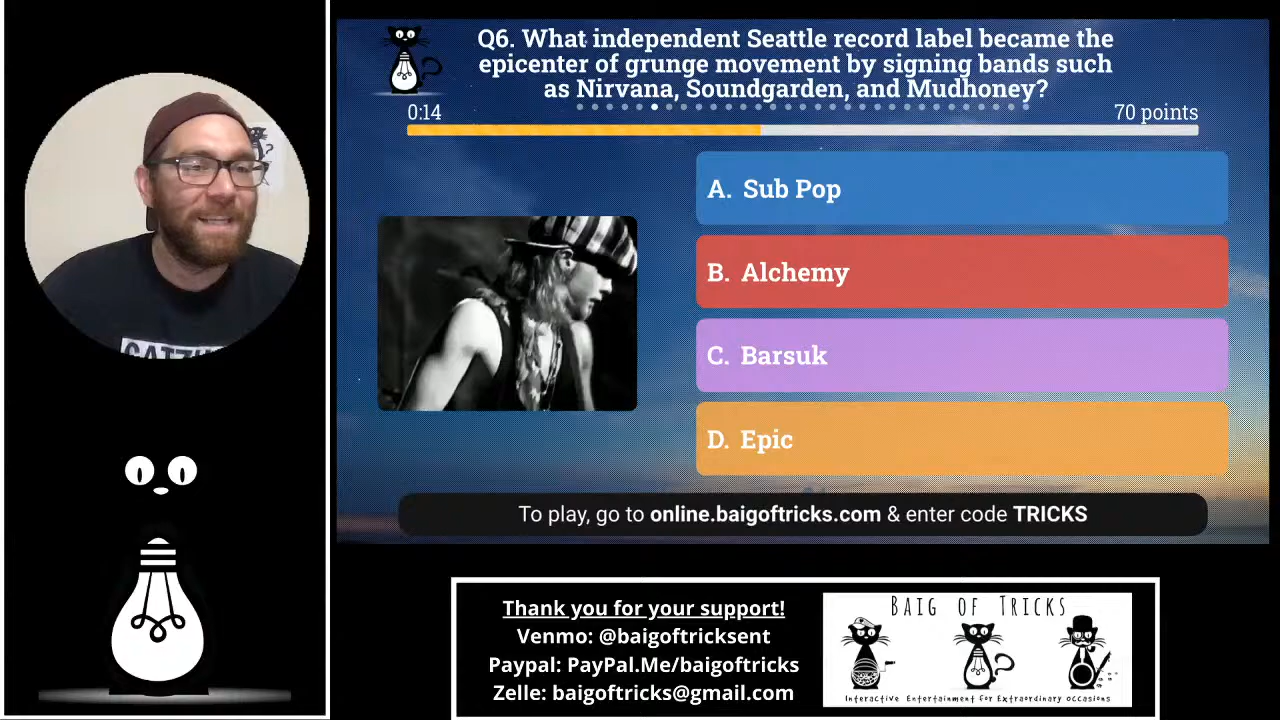 Q6. What independent Seattle record label became the
epicenter of grunge movement by signing bands such
as Nirvana, Soundgarden, and Mudhoney?
0:14
70 points
A. Sub Pop
B. Alchemy
C. Barsuk
D. Epic
To play, go to online.baigoftricks.com & enter code TRICKS
Thank you for your support!
Venmo: @baigoftricksent
Paypal: PayPal.Me/baigoftricks
Zelle: baigoftricks@gmail.com
BAIG OF TRICKS
Interactive Entertainment for Extraordinary occasions